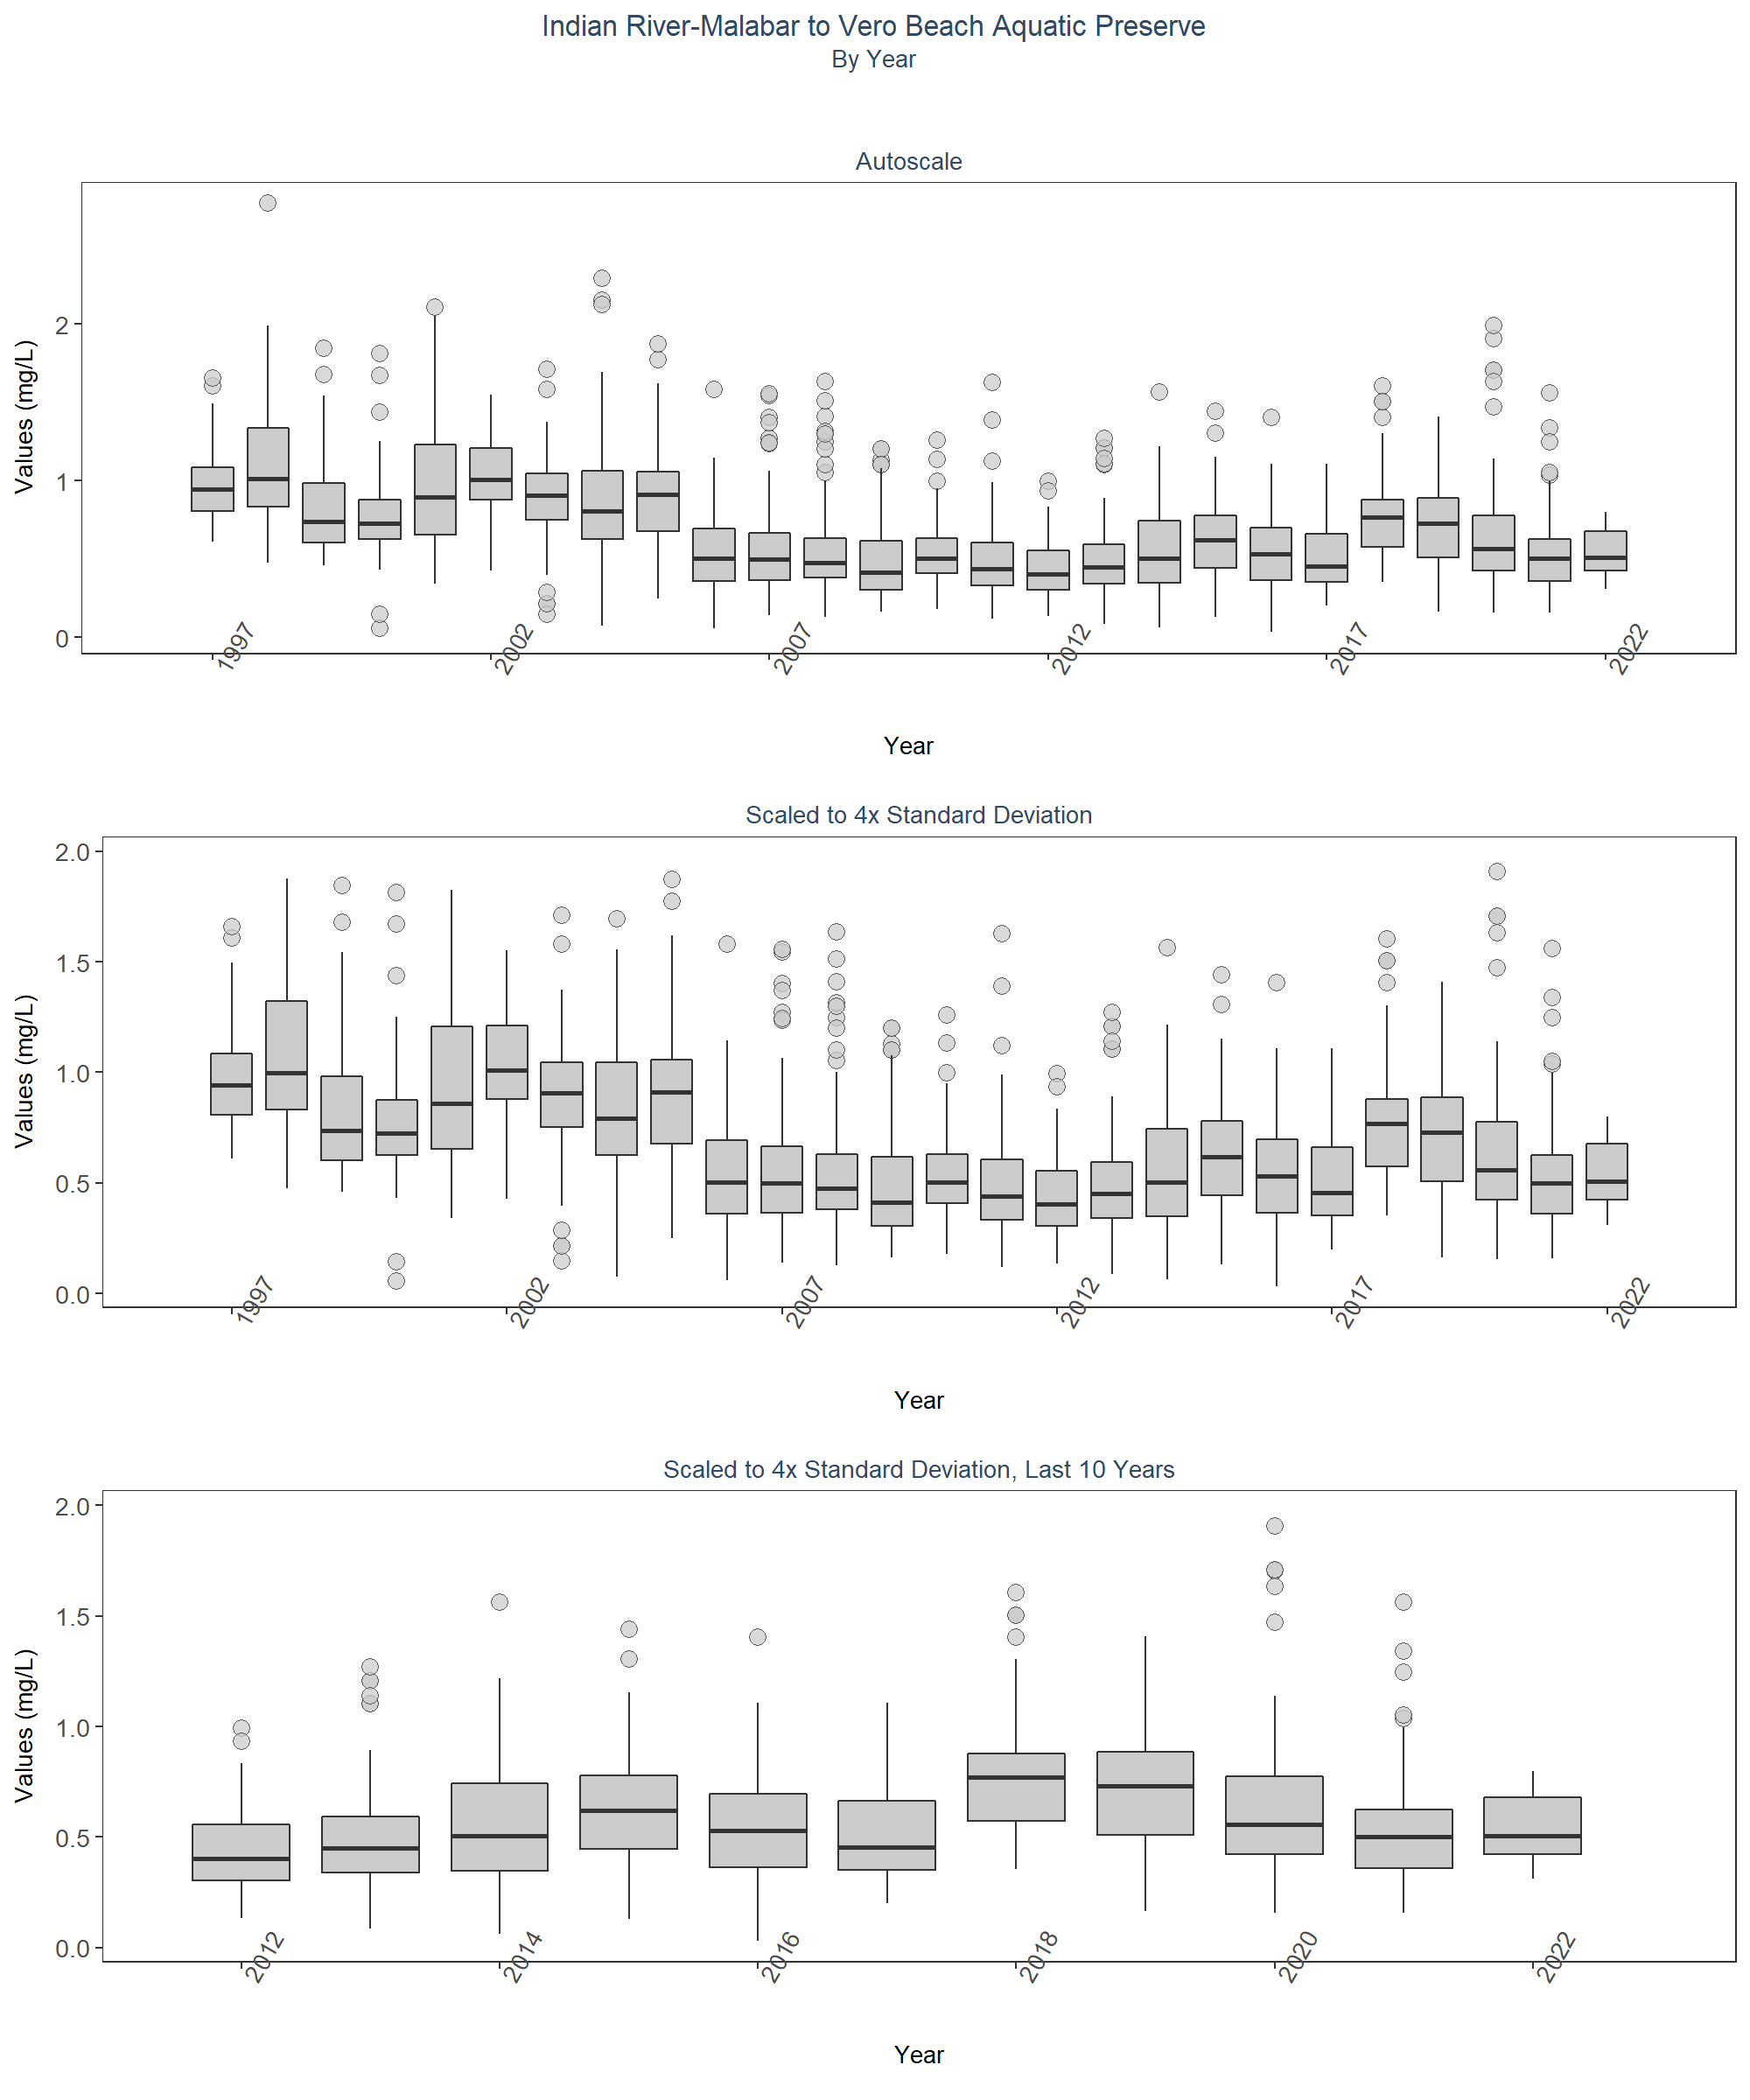 Indian River-Malabar to Vero Beach Aquatic Preserve
By Year
Autoscale
Values (mg/L)
2
1
0
1997 2002 2007 2012 2017 2022
Year
Scaled to 4x Standard Deviation
Values (mg/L)
2.0
1.5
1.0
0.5
0.0
1997 2002 2007 2012 2017 2022
Year
Scaled to 4x Standard Deviation, Last 10 Years
Values (mg/L)
2.0
1.5
1.0
0.5
0.0
2012 2014 2016 2018 2020 2022
Year